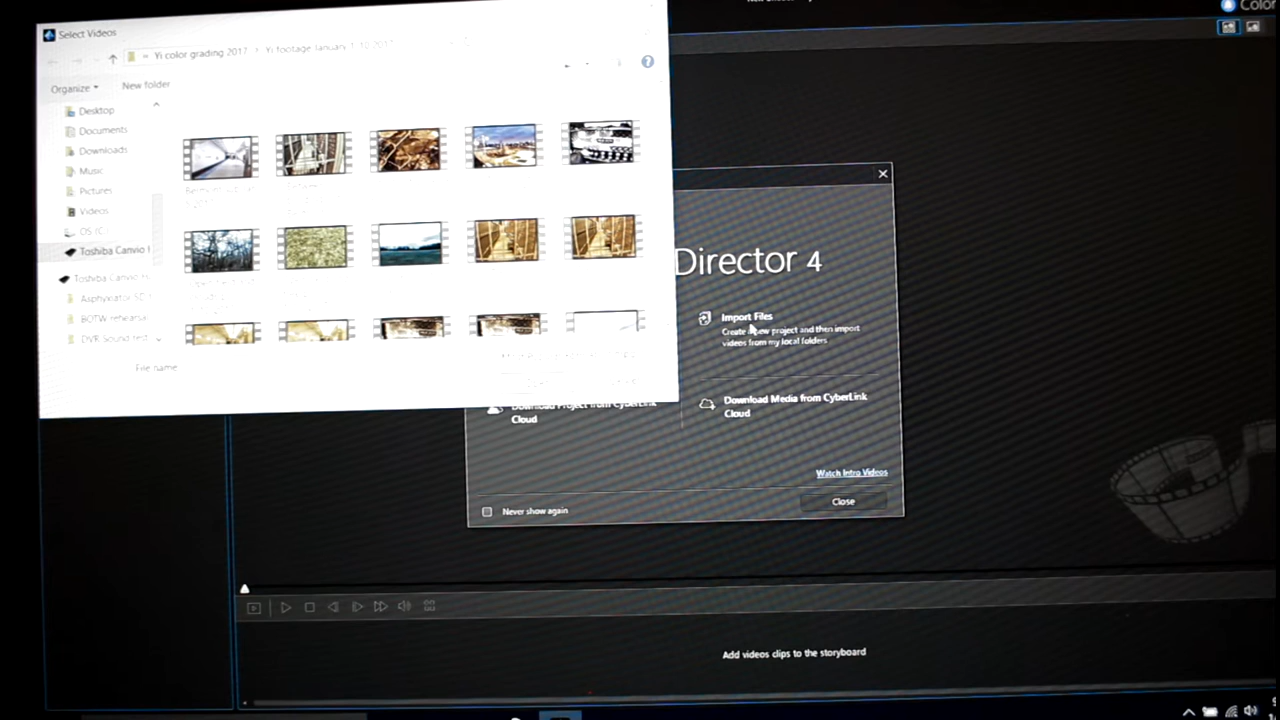 Color
Select Videos
Yi color grading 2017 Yi footage January 1-10 2017
Organize
New folder
Desktop
Documents
Downloads
Music
Pictures
Videos
OS (C
Toshiba Canvio
Toshiba Canvio
Asphyxiator
BOTW rehearsa
DVR Sound test
File name
Director 4
Import Files
Create a new project and then import
videos from my local folders
Download Project from CyberLink
Cloud
Download Media from CyberLink
Cloud
Watch Intro Videos
Never show again
Close
Add videos clips to the storyboard